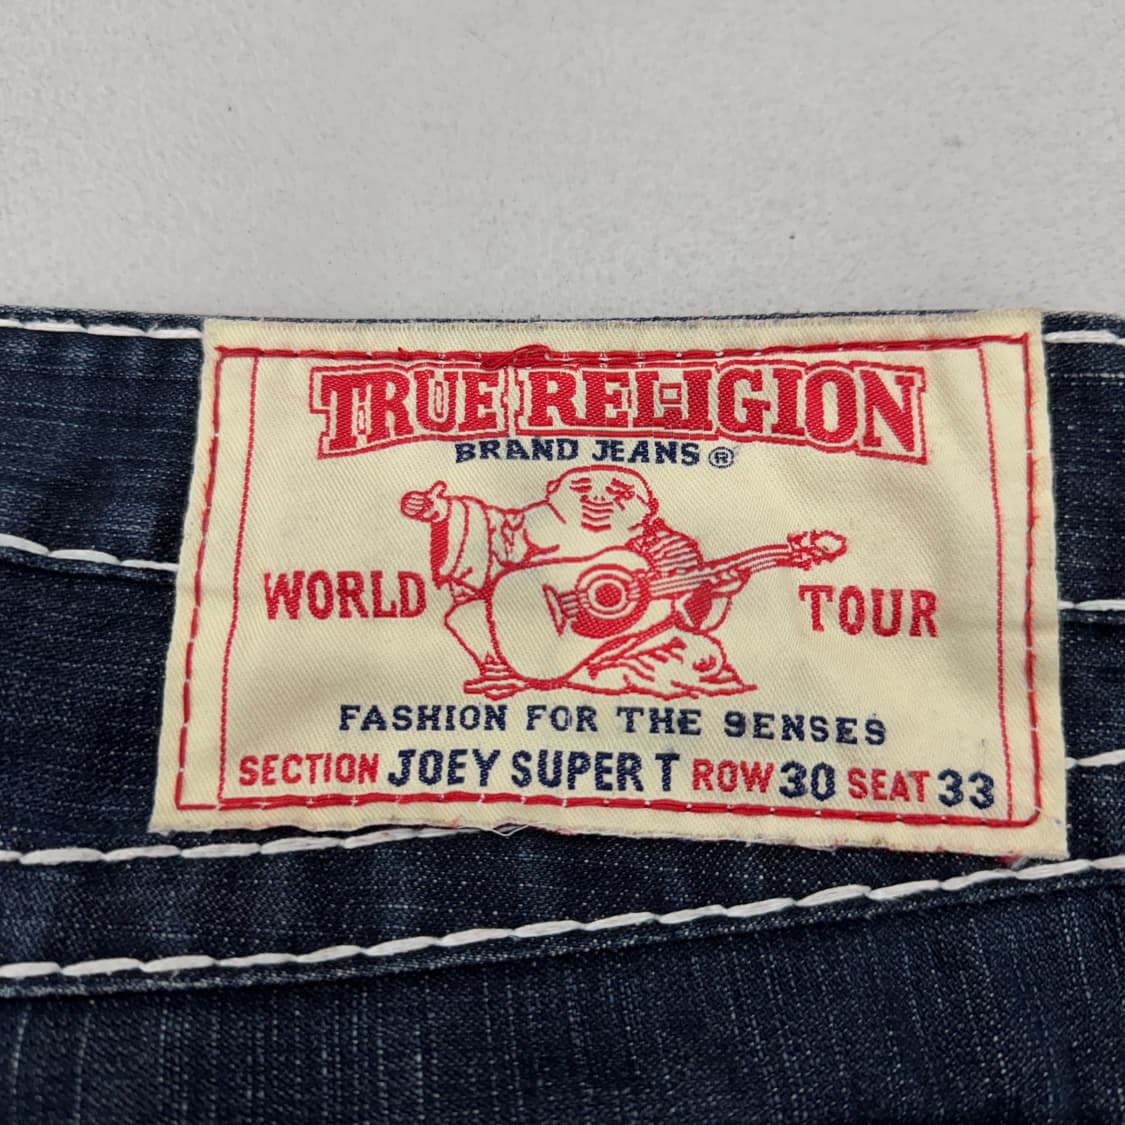 TRUE RELIGION
BRAND JEANS ®
WORLD TOUR
FASHION FOR THE SENSES
SECTION JOEY SUPER T ROW 30 SEAT 33